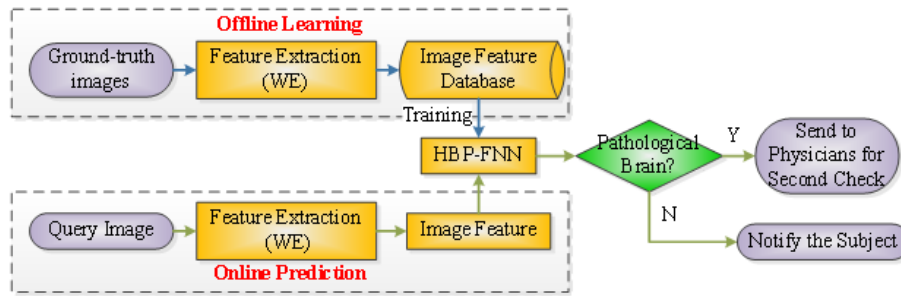 Offline Learning
Ground-truth
images
Feature Extraction
(WE)
Image Feature
Database
Training
HBP-FNN
Pathological
Brain?
Y
Send to
Physicians for
Second Check
N
Notify the Subject
Query Image
Feature Extraction
(WE)
Image Feature
Online Prediction